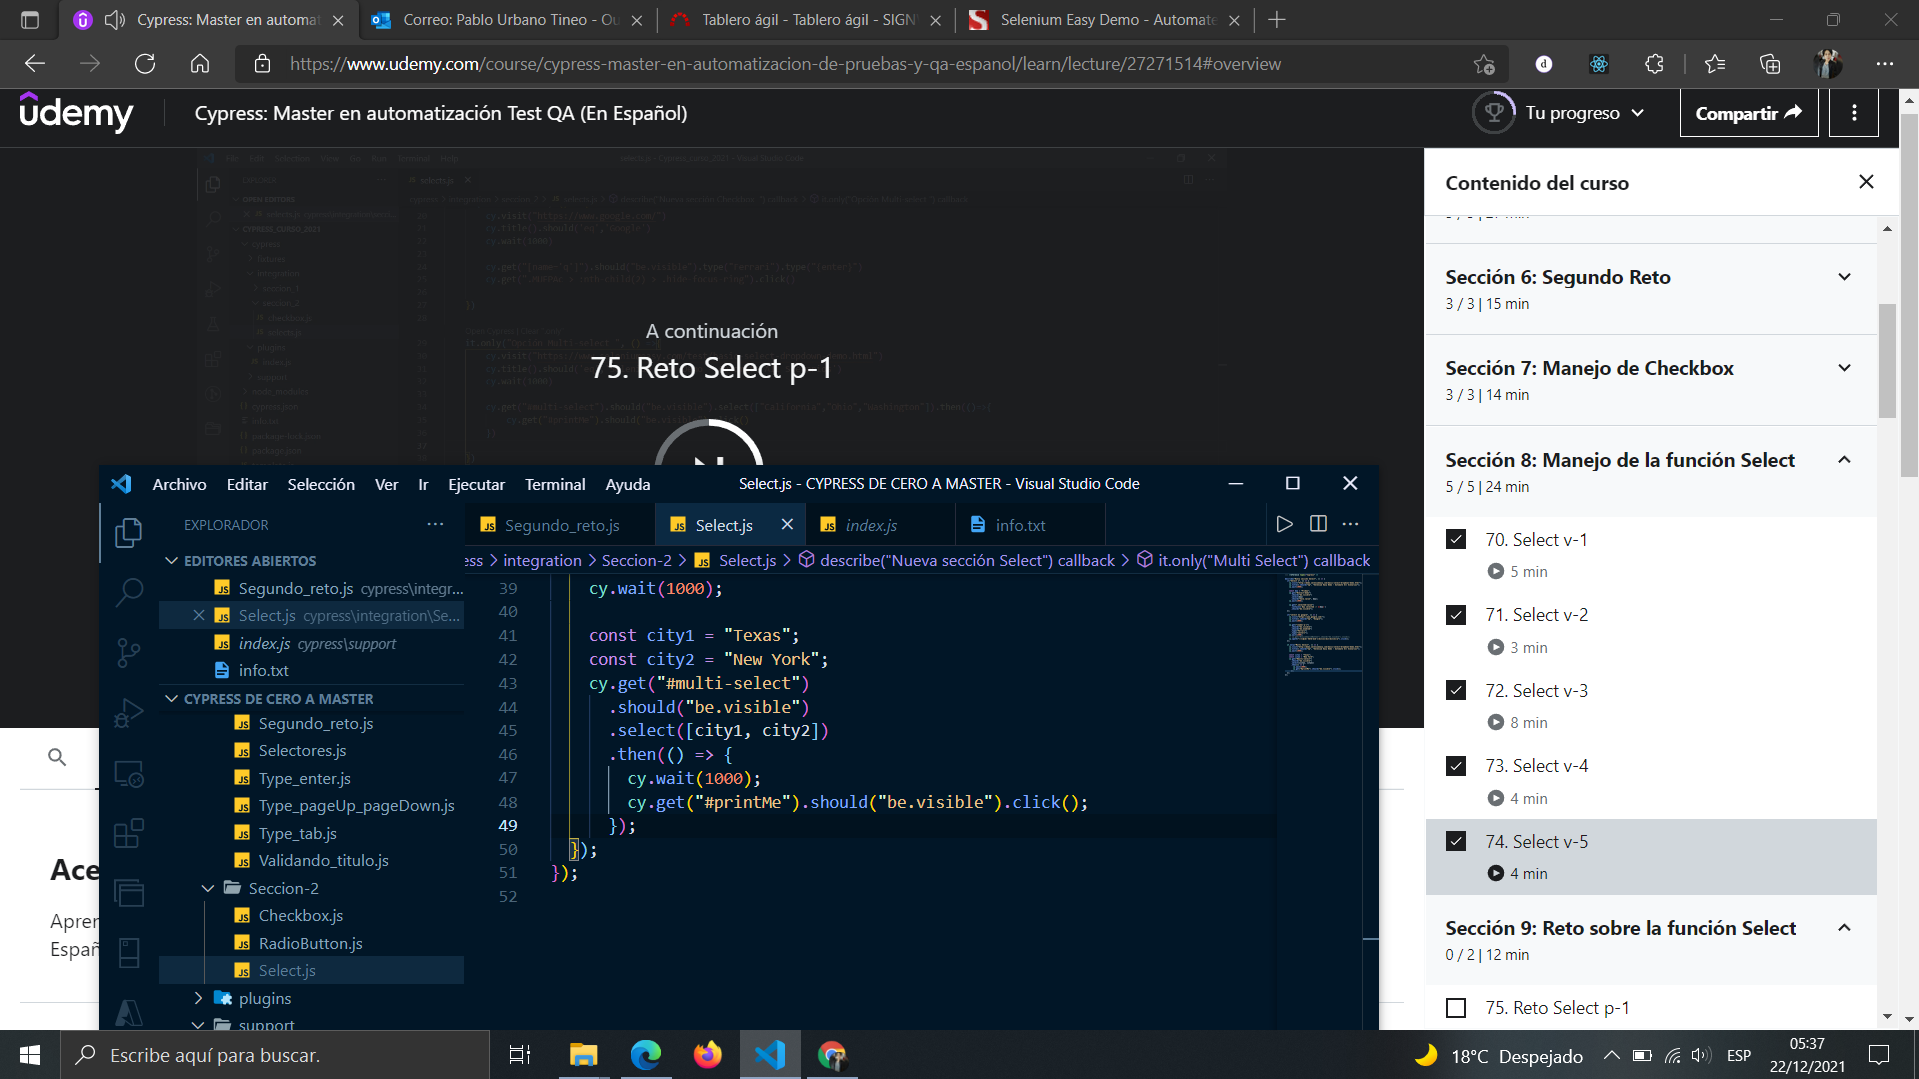 Cypress: Master en automat
Correo: Pablo Urbano Tineo - Ou
Tablero ágil - Tablero ágil - SIGN
Selenium Easy Demo - Automate
https://www.udemy.com/course/cypress-master-en-automatizacion-de-pruebas-y-qa-espanol/learn/lecture/27271514#overview
udemy
Cypress: Master en automatización Test QA (En Español)
Tu progreso
Compartir
A continuación
75. Reto Select p-1
Contenido del curso
Sección 6: Segundo Reto
3 / 3 | 15 min
Sección 7: Manejo de Checkbox
3 / 3 | 14 min
Sección 8: Manejo de la función Select
5 / 5 | 24 min
70. Select v-1
5 min
71. Select v-2
3 min
72. Select v-3
8 min
73. Select v-4
4 min
74. Select v-5
4 min
Sección 9: Reto sobre la función Select
0 / 2 | 12 min
75. Reto Select p-1
Archivo Editar Selección Ver Ir Ejecutar Terminal Ayuda
Select.js - CYPRESS DE CERO A MASTER - Visual Studio Code
EXPLORADOR
Segundo_reto.js
Select.js
index.js
info.txt
EDITORES ABIERTOS
Segundo_reto.js cypress\integr...
Select.js cypress\integration\Se...
index.js cypress\support
info.txt
CYPRESS DE CERO A MASTER
Segundo_reto.js
Selectores.js
Type_enter.js
Type_pageUp_pageDown.js
Type_tab.js
Validando_titulo.js
Seccion-2
Checkbox.js
RadioButton.js
Select.js
plugins
support
ess > integration > Seccion-2 > Select.js > describe("Nueva sección Select") callback > it.only("Multi Select") callback
39 cy.wait(1000);
40
41 const city1 = "Texas";
42 const city2 = "New York";
43 cy.get("#multi-select")
44 .should("be.visible")
45 .select([city1, city2])
46 .then(() => {
47 cy.wait(1000);
48 cy.get("#printMe").should("be.visible").click();
49 });
50 });
51 });
52
Ace
Apren
Españ
Escribe aquí para buscar.
18°C Despejado
ESP
05:37
22/12/2021